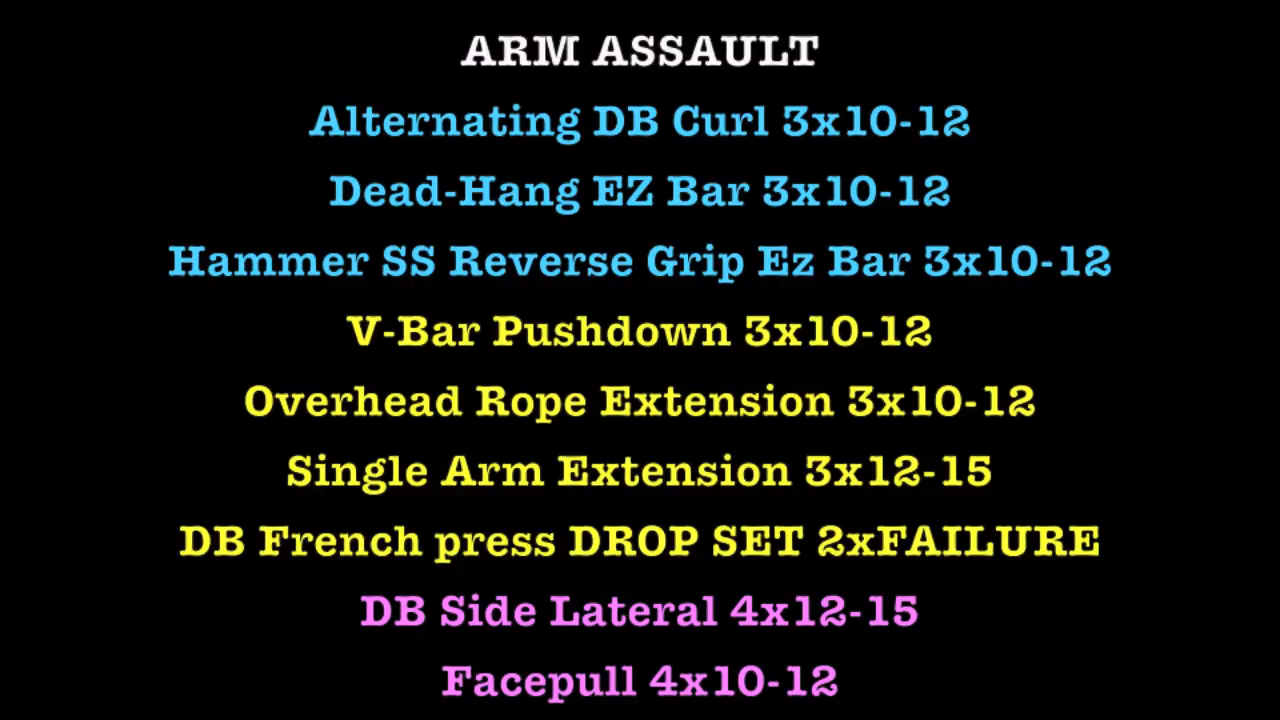 ARM ASSAULT
Alternating DB Curl 3x10-12
Dead-Hang EZ Bar 3x10-12
Hammer SS Reverse Grip Ez Bar 3x10-12
V-Bar Pushdown 3x10-12
Overhead Rope Extension 3x10-12
Single Arm Extension 3x12-15
DB French press DROP SET 2xFAILURE
DB Side Lateral 4x12-15
Facepull 4x10-12